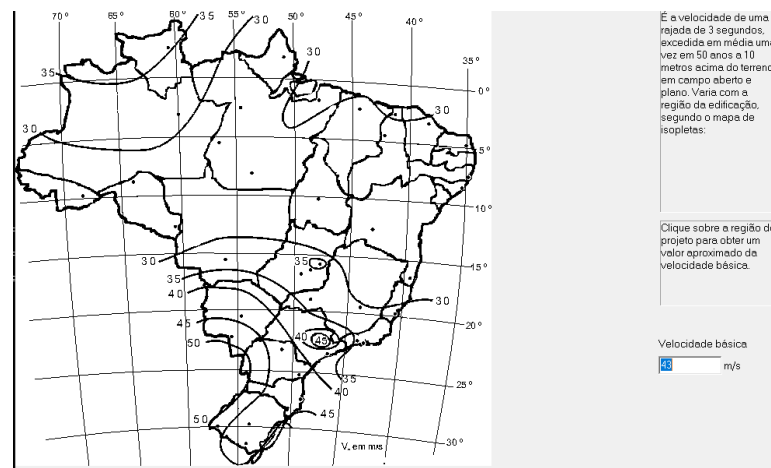 70°
65°
60°
35
55°
30
50°
45°
40°
30
35°
35
0°
30
30
5°
10°
30
35
15°
35
30
40
45
40
45
20°
50
35
25°
40
50
45
V₀ em m/s
30°
É a velocidade de uma
rajada de 3 segundos,
excedida em média uma
vez em 50 anos a 10
metros acima do terreno
em campo aberto e
plano. Varia com a
região da edificação,
segundo o mapa de
isopletas:
Clique sobre a região do
projeto para obter um
valor aproximado da
velocidade básica.
Velocidade básica
43 m/s